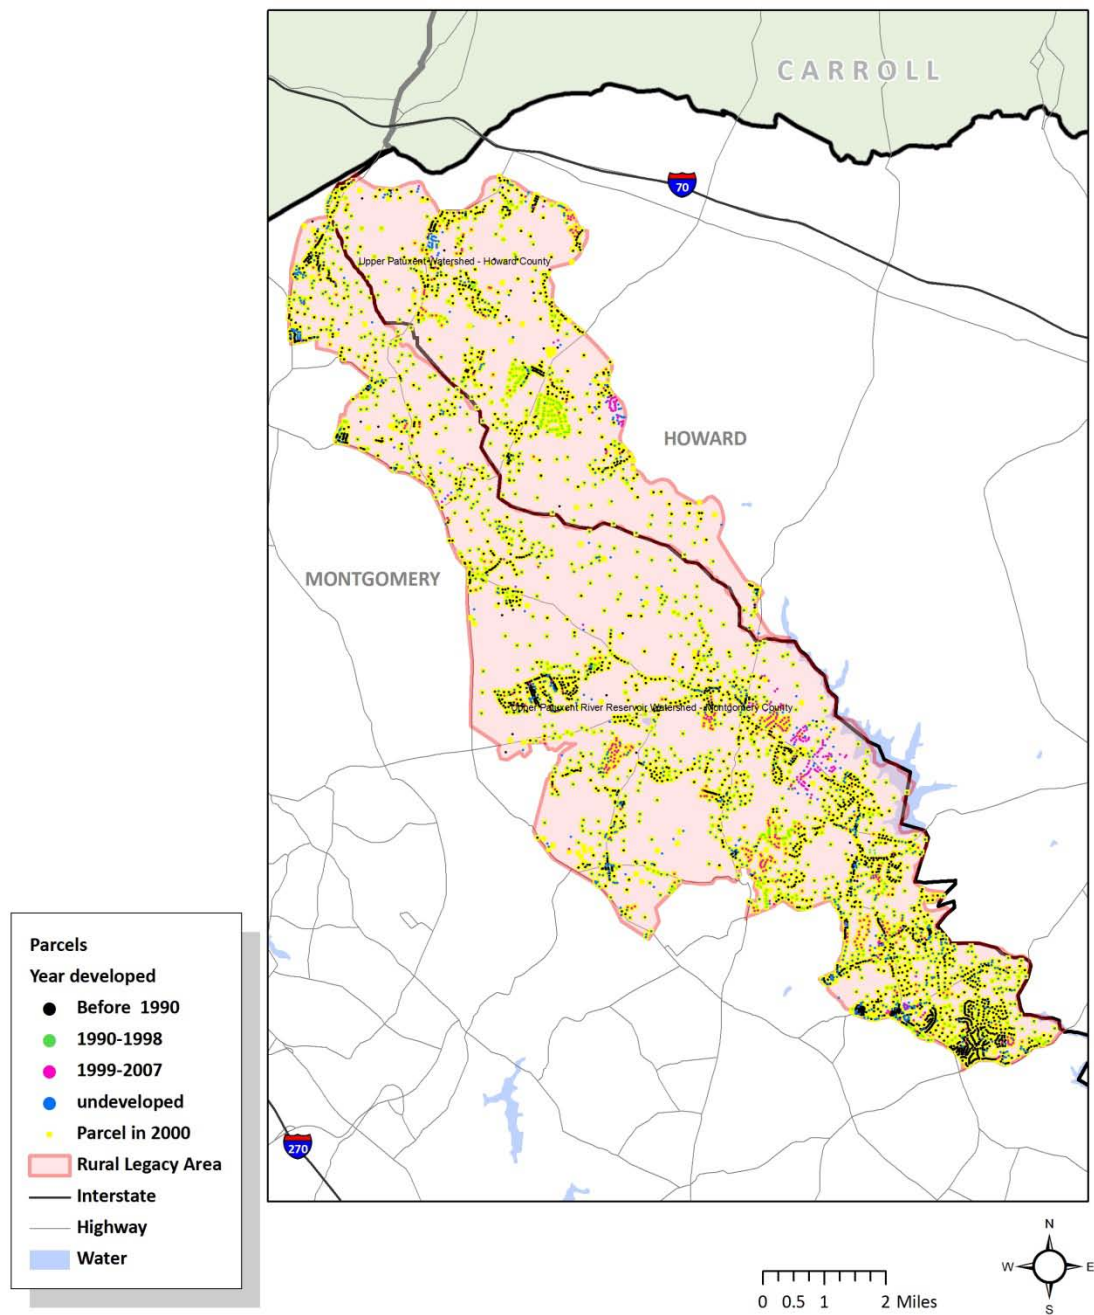 CARROLL
70
Upper Patuxent Watershed - Howard County
HOWARD
MONTGOMERY
Upper Patuxent River Reservoir Watershed - Montgomery County
Parcels
Year developed
Before 1990
1990-1998
1999-2007
undeveloped
Parcel in 2000
Rural Legacy Area
Interstate
Highway
Water
270
N
W E
S
0 0.5 1 2 Miles